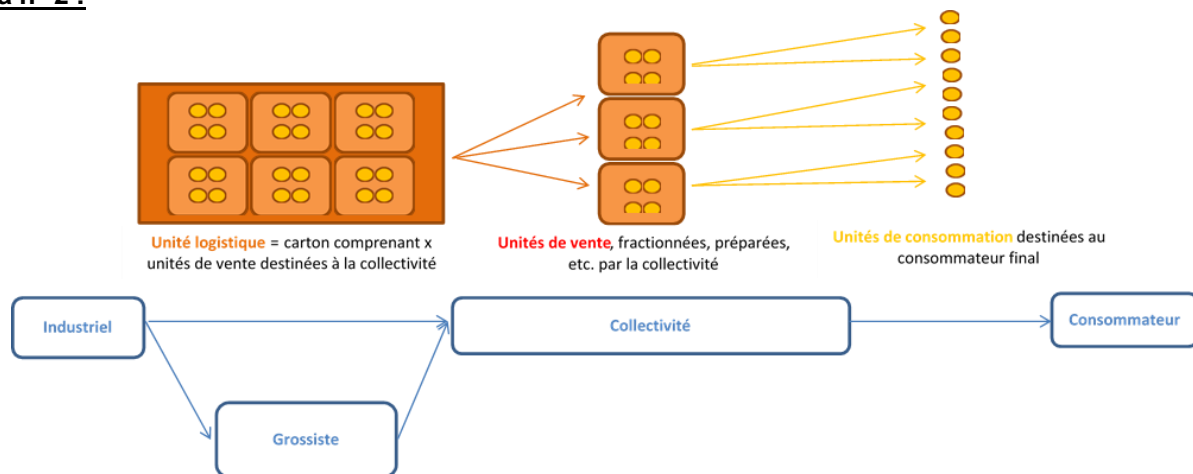 a n° 2 :
Unité logistique = carton comprenant x
unités de vente destinées à la collectivité
Unités de vente, fractionnées, préparées,
etc. par la collectivité
Unités de consommation destinées au
consommateur final
Industriel
Collectivité
Consommateur
Grossiste